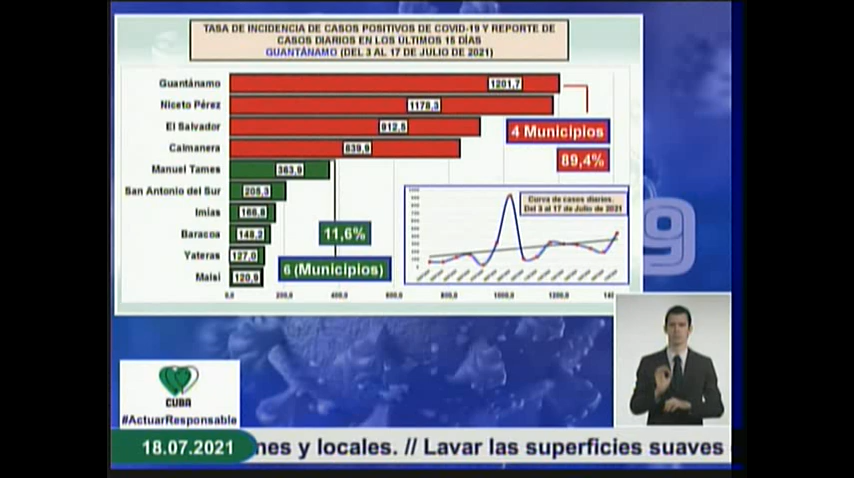 TASA DE INCIDENCIA DE CASOS POSITIVOS DE COVID-19 Y REPORTE DE
CASOS DIARIOS EN LOS ÚLTIMOS 15 DÍAS
GUANTÁNAMO (DEL 3 AL 17 DE JULIO DE 2021)
Guantánamo 1201,7
Niceto Pérez 1178,3
El Salvador 912,5
Caimanera 839,9
Manuel Tames 363,9
San Antonio del Sur 205,3
Imías 166,8
Baracoa 148,2
Yateras 127,0
Maisí 120,9
4 Municipios
89,4%
11,6%
6 (Municipios)
Curva de casos diarios.
Del 3 al 17 de Julio de 2021
0,0 200,0 400,0 600,0 800,0 1000,0 1200,0
9
CUBA
#ActuarResponsable
18.07.2021 nes y locales. // Lavar las superficies suaves